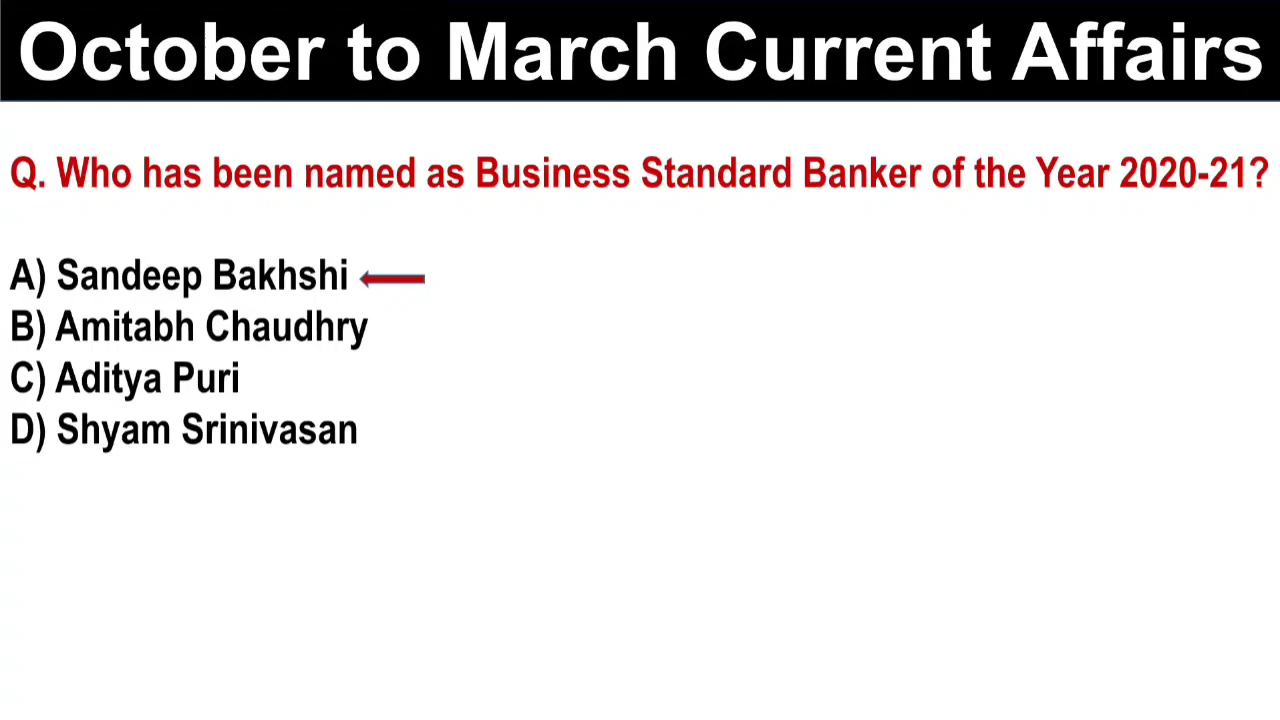 October to March Current Affairs
Q. Who has been named as Business Standard Banker of the Year 2020-21?
A) Sandeep Bakhshi
B) Amitabh Chaudhry
C) Aditya Puri
D) Shyam Srinivasan